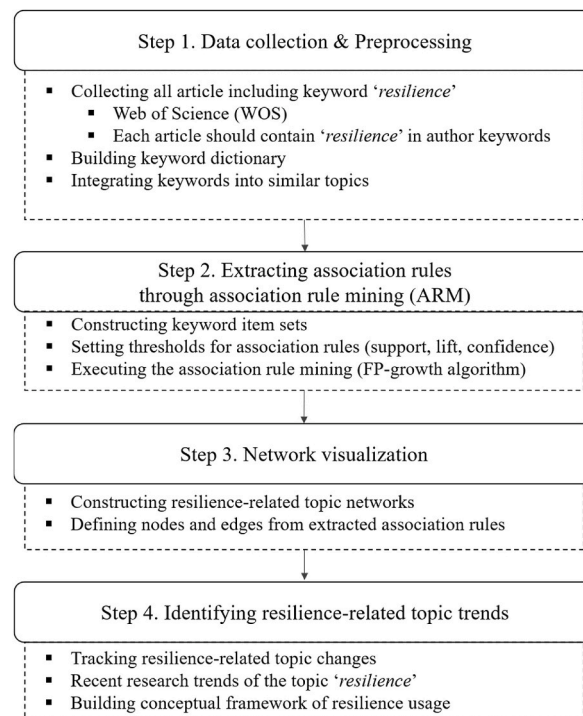 Step 1. Data collection & Preprocessing
▪ Collecting all article including keyword ‘resilience’
▪ Web of Science (WOS)
▪ Each article should contain ‘resilience’ in author keywords
▪ Building keyword dictionary
▪ Integrating keywords into similar topics
Step 2. Extracting association rules
through association rule mining (ARM)
▪ Constructing keyword item sets
▪ Setting thresholds for association rules (support, lift, confidence)
▪ Executing the association rule mining (FP-growth algorithm)
Step 3. Network visualization
▪ Constructing resilience-related topic networks
▪ Defining nodes and edges from extracted association rules
Step 4. Identifying resilience-related topic trends
▪ Tracking resilience-related topic changes
▪ Recent research trends of the topic ‘resilience’
▪ Building conceptual framework of resilience usage